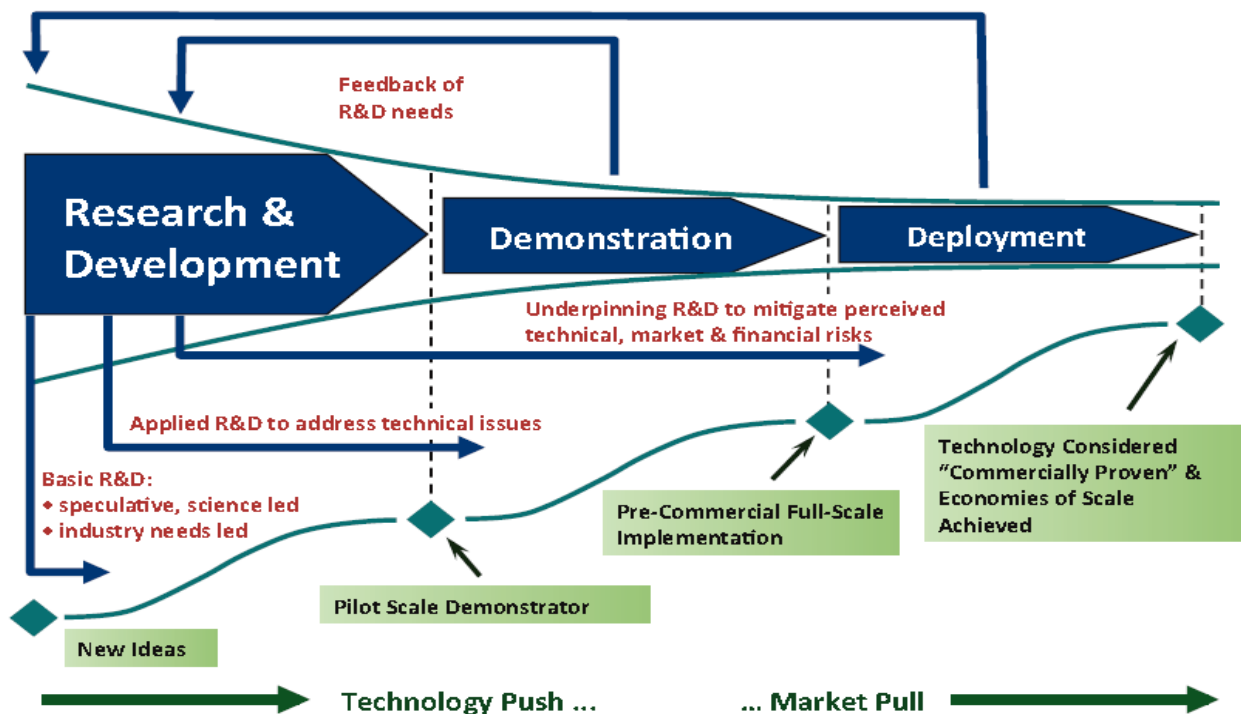 Feedback of
R&D needs
Research &
Development
Demonstration
Deployment
Underpinning R&D to mitigate perceived
technical, market & financial risks
Applied R&D to address technical issues
Basic R&D:
◆ speculative, science led
◆ industry needs led
Technology Considered
“Commercially Proven” &
Economies of Scale
Achieved
Pre-Commercial Full-Scale
Implementation
Pilot Scale Demonstrator
New Ideas
Technology Push ...
... Market Pull